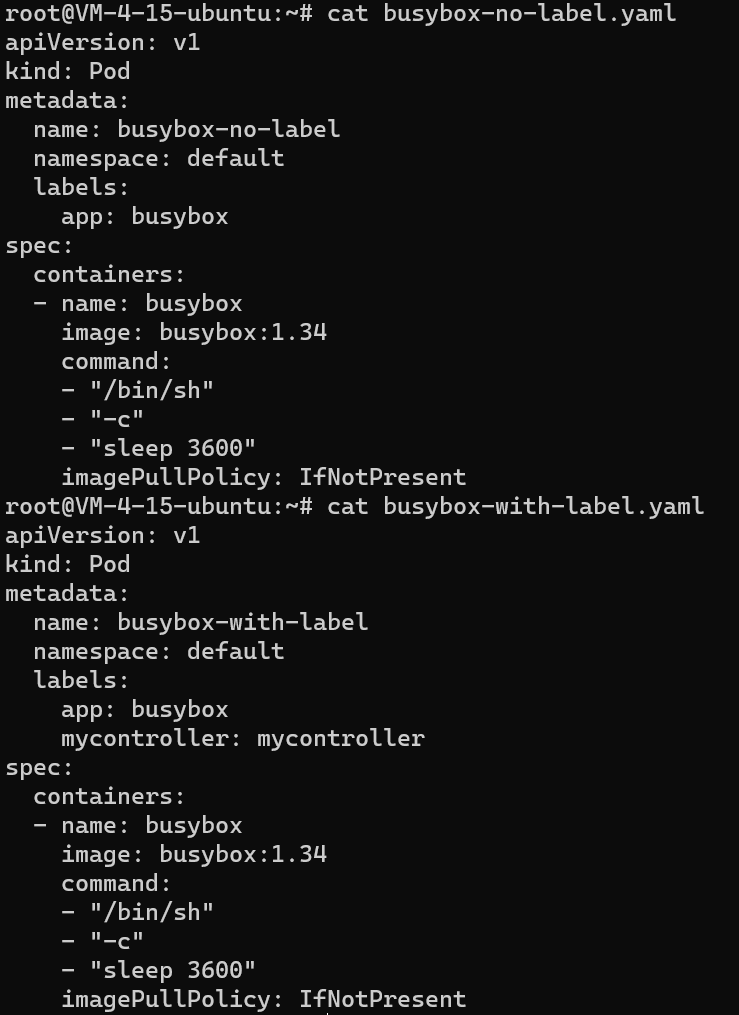 root@VM-4-15-ubuntu:~# cat busybox-no-label.yaml
apiVersion: v1
kind: Pod
metadata:
  name: busybox-no-label
  namespace: default
  labels:
    app: busybox
spec:
  containers:
  - name: busybox
    image: busybox:1.34
    command:
    - "/bin/sh"
    - "-c"
    - "sleep 3600"
    imagePullPolicy: IfNotPresent
root@VM-4-15-ubuntu:~# cat busybox-with-label.yaml
apiVersion: v1
kind: Pod
metadata:
  name: busybox-with-label
  namespace: default
  labels:
    app: busybox
    mycontroller: mycontroller
spec:
  containers:
  - name: busybox
    image: busybox:1.34
    command:
    - "/bin/sh"
    - "-c"
    - "sleep 3600"
    imagePullPolicy: IfNotPresent